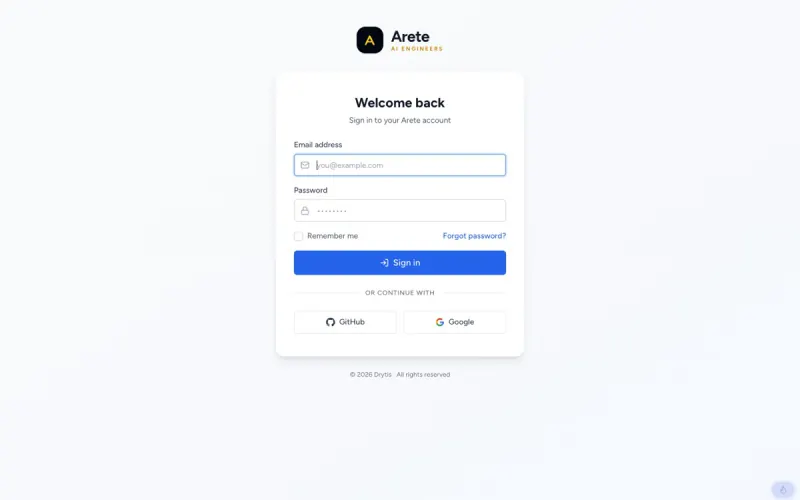 Arete
AI ENGINEERS
Welcome back
Sign in to your Arete account
Email address
you@example.com
Password
Remember me
Forgot password?
Sign in
OR CONTINUE WITH
GitHub
Google
© 2026 Drytis · All rights reserved